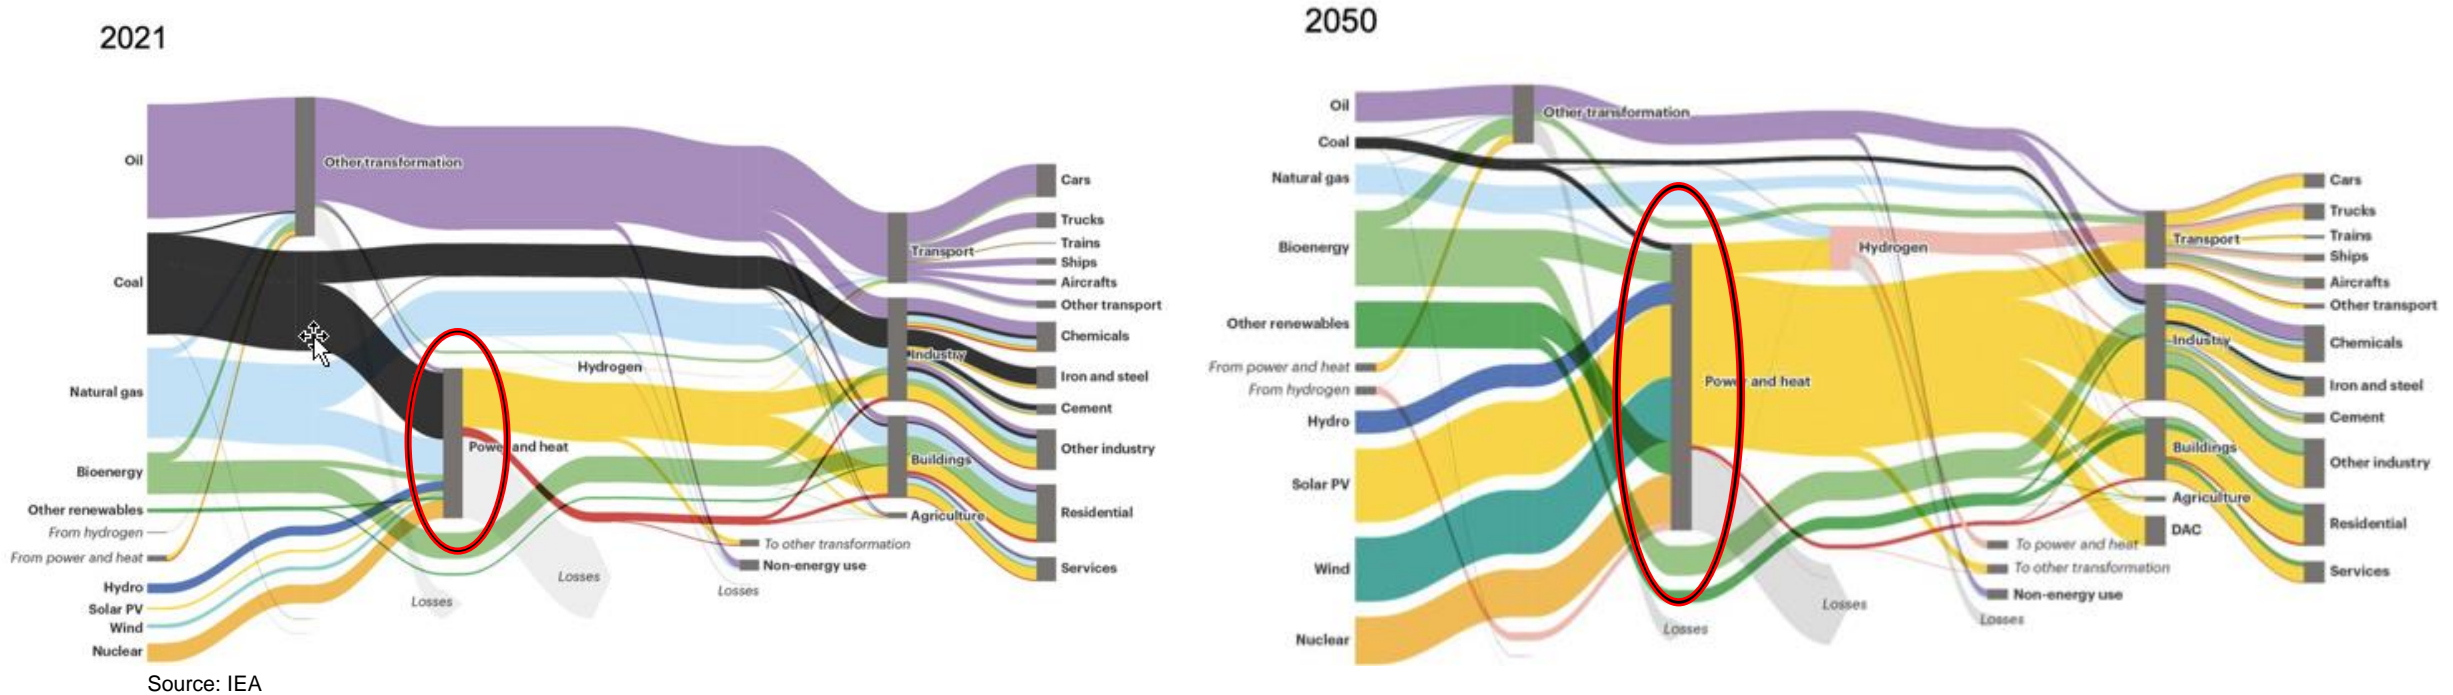 2021
Oil
Coal
Natural gas
Bioenergy
Other renewables
From hydrogen
From power and heat
Hydro
Solar PV
Wind
Nuclear
Other transformation
Power and heat
Hydrogen
Losses
Losses
Losses
To other transformation
Non-energy use
Transport
Industry
Buildings
Agriculture
Cars
Trucks
Trains
Ships
Aircrafts
Other transport
Chemicals
Iron and steel
Cement
Other industry
Residential
Services
Source: IEA
2050
Oil
Coal
Natural gas
Bioenergy
Other renewables
From power and heat
From hydrogen
Hydro
Solar PV
Wind
Nuclear
Other transformation
Power and heat
Hydrogen
Losses
Losses
Losses
To power and heat
To other transformation
Non-energy use
Transport
Industry
Buildings
Agriculture
DAC
Cars
Trucks
Trains
Ships
Aircrafts
Other transport
Chemicals
Iron and steel
Cement
Other industry
Residential
Services